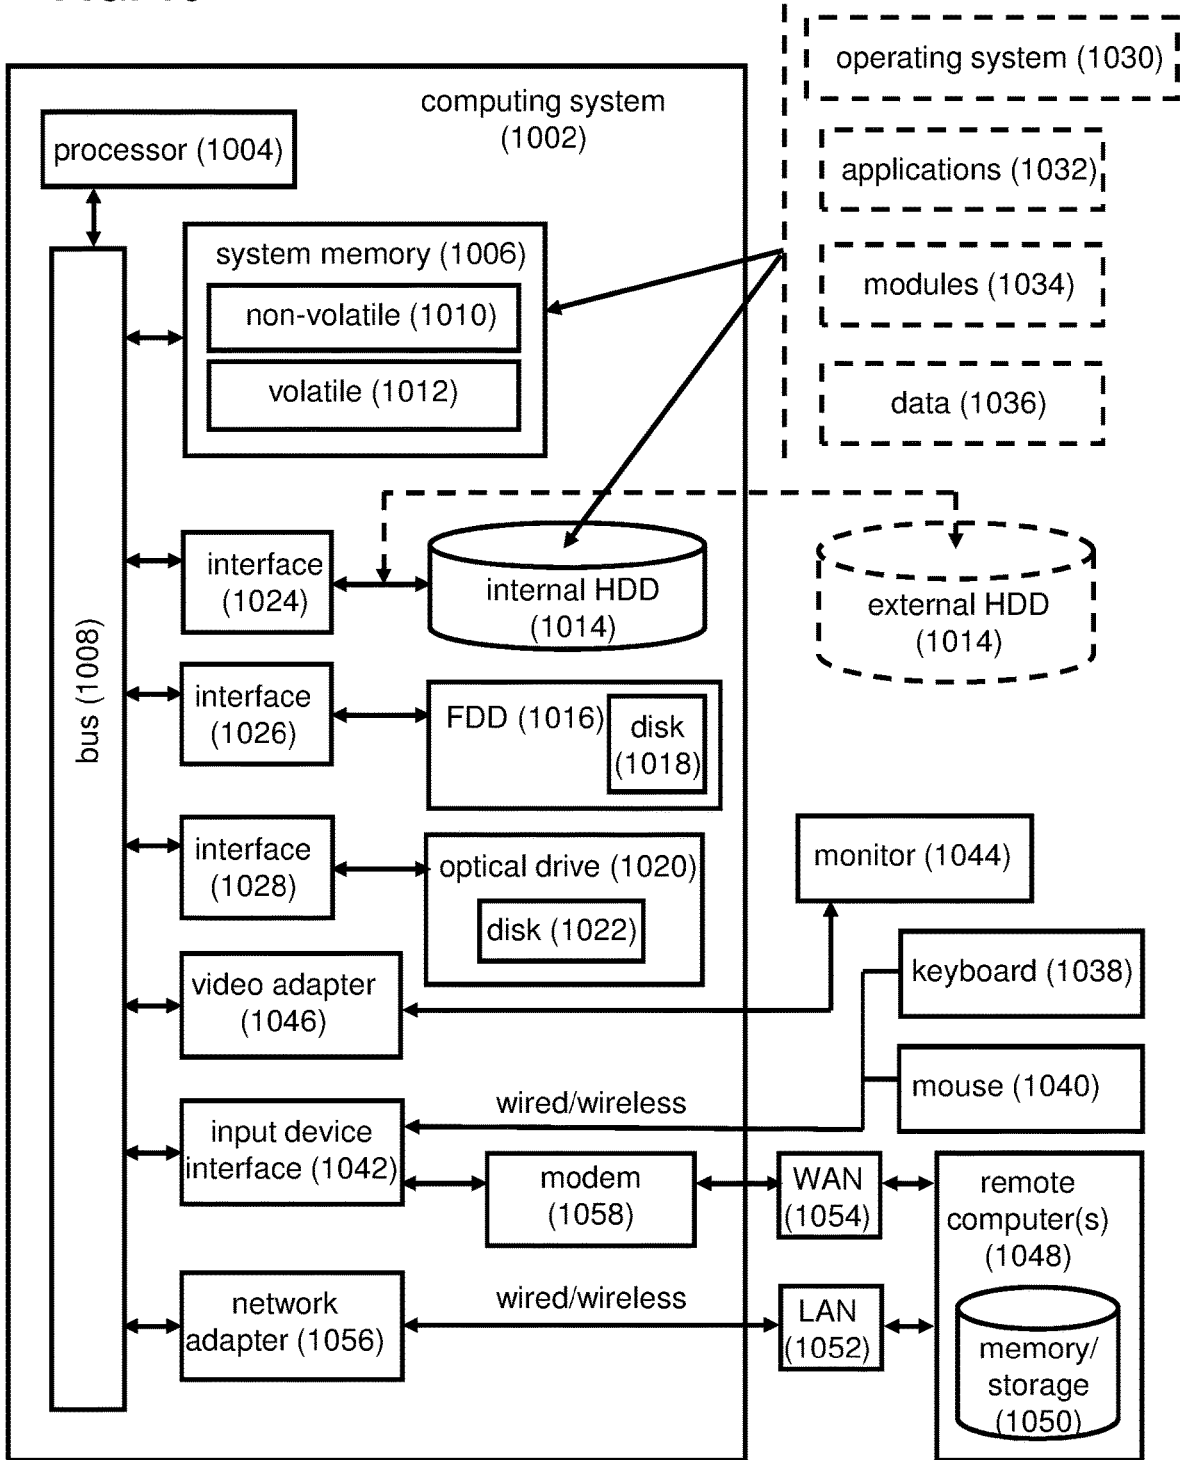 operating system (1030)
computing system
(1002)
processor (1004)
applications (1032)
system memory (1006)
modules (1034)
non-volatile (1010)
volatile (1012)
data (1036)
bus (1008)
interface
(1024)
internal HDD
(1014)
external HDD
(1014)
interface
(1026)
FDD (1016)
disk
(1018)
interface
(1028)
optical drive (1020)
disk (1022)
monitor (1044)
video adapter
(1046)
keyboard (1038)
mouse (1040)
wired/wireless
input device
interface (1042)
modem
(1058)
WAN
(1054)
remote
computer(s)
(1048)
network
adapter (1056)
wired/wireless
LAN
(1052)
memory/
storage
(1050)